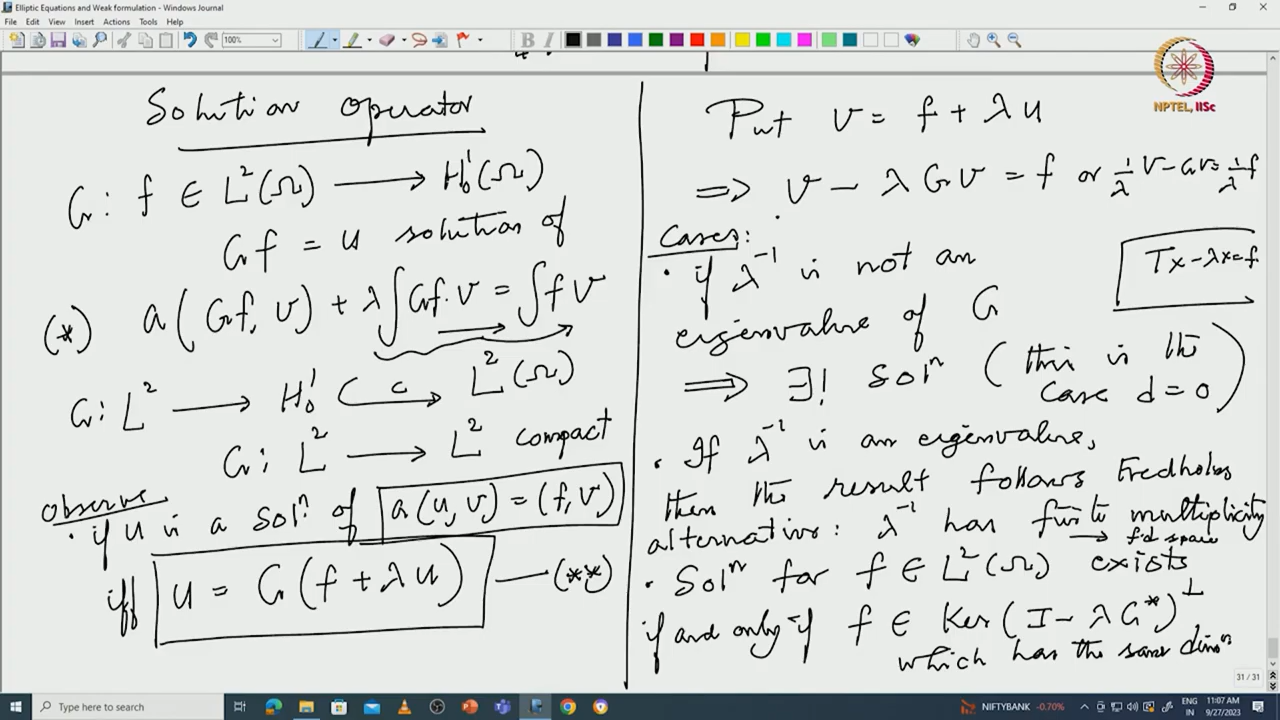 Elliptic Equations and Weak formulation - Windows Journal
File Edit View Insert Actions Tools Help
100%
B I
NPTEL, IISc
Solution operator
G: f ∈ L²(Ω) ⟶ H₀¹(Ω)
Gf = u solution of
(*) a(Gf, v) + λ∫Gf·v = ∫f v
G: L² ⟶ H₀¹ ⊂ᶜ⟶ L²(Ω)
G: L² ⟶ L² compact
Observe
· if u is a solⁿ. of a(u, v) = (f, v)
iff u = G(f + λu) — (**)
Put v = f + λu
⟹ v − λGv = f or 1/λ v − Gv = 1/λ f
Cases:
· if λ⁻¹ is not an
Tx − λx = f
eigenvalue of G
⟹ ∃! solⁿ (this is the
case d = 0)
· If λ⁻¹ is an eigenvalue,
then the result follows Fredholm
alternative: λ⁻¹ has finite multiplicity
→ f·d space
· Solⁿ for f ∈ L²(Ω) exists
if and only if f ∈ Ker(I − λG*)^⊥
which has the same dimⁿ
31 / 31
Type here to search
NIFTYBANK -0.70%
ENG
IN
11:07 AM
9/27/2023